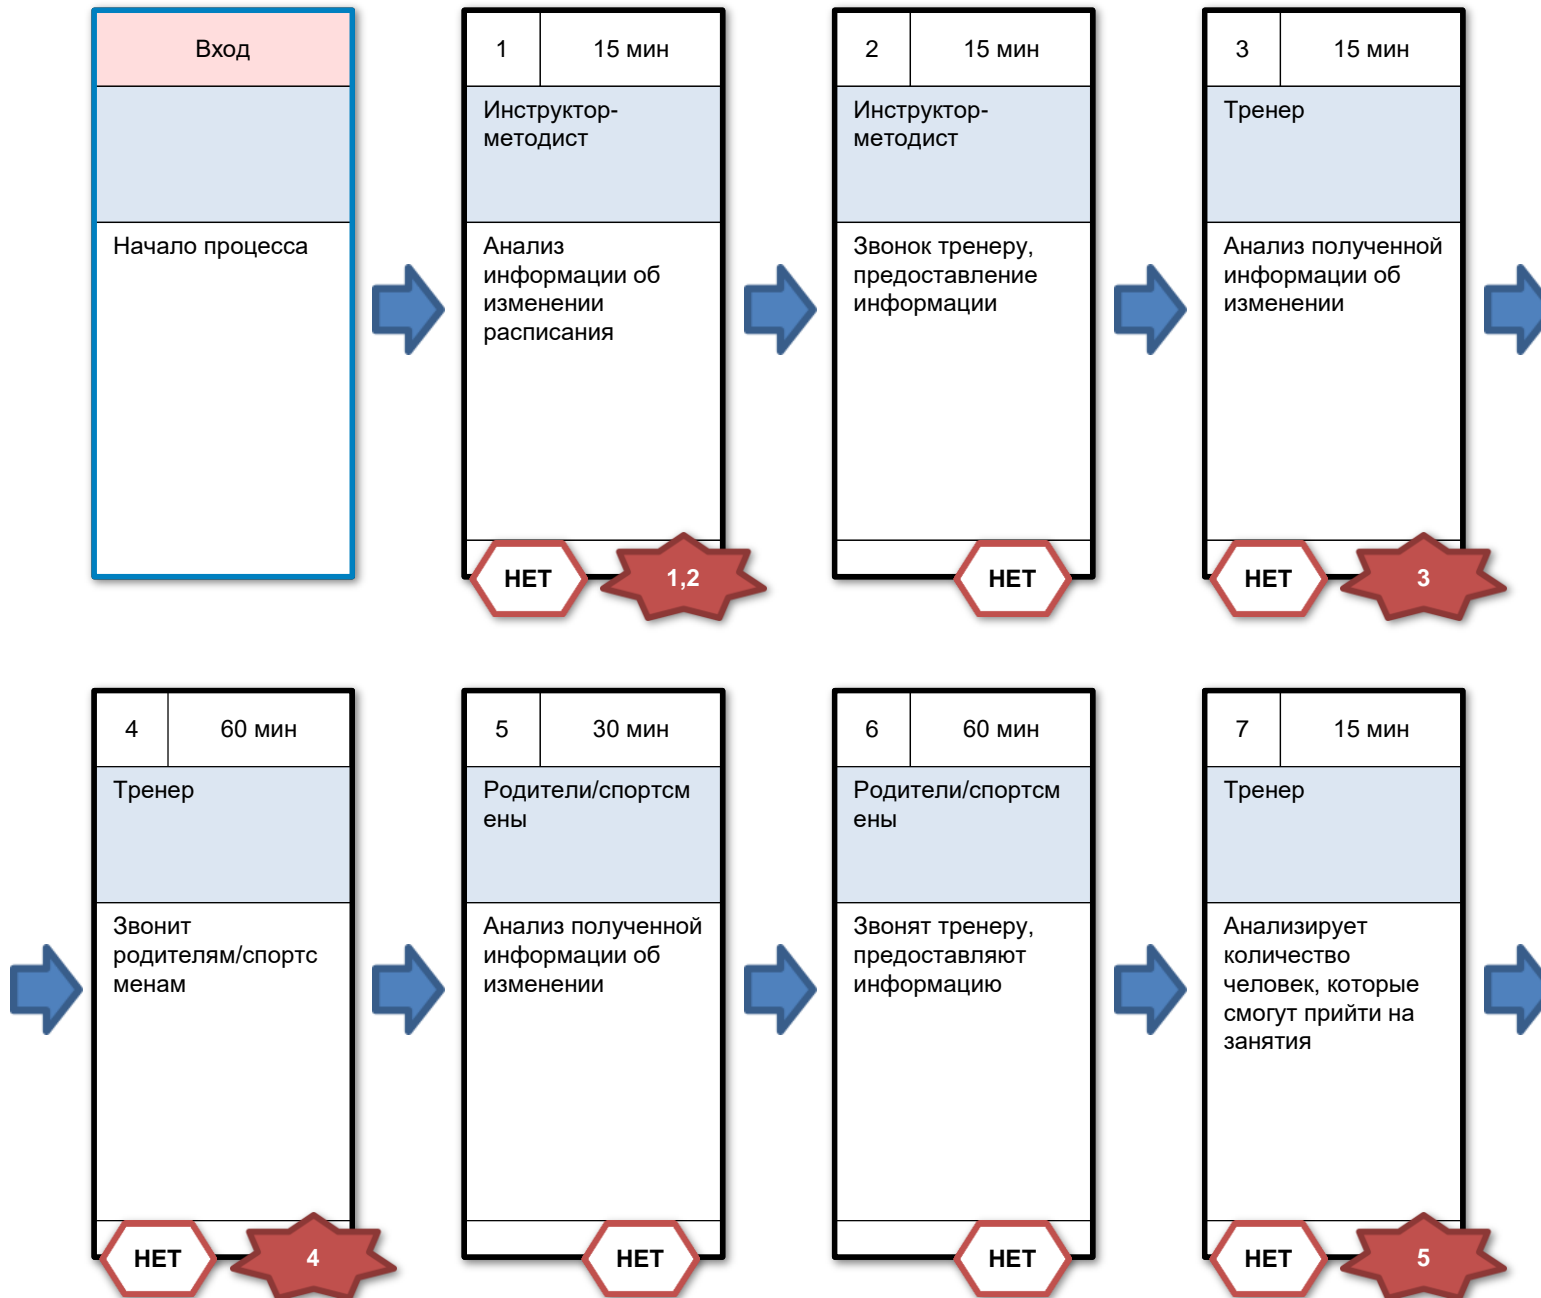 Вход
Начало процесса
1
15 мин
Инструктор-
методист
Анализ
информации об
изменении
расписания
НЕТ
1,2
2
15 мин
Инструктор-
методист
Звонок тренеру,
предоставление
информации
НЕТ
3
15 мин
Тренер
Анализ полученной
информации об
изменении
НЕТ
3
4
60 мин
Тренер
Звонит
родителям/спортс
менам
НЕТ
4
5
30 мин
Родители/спортсм
ены
Анализ полученной
информации об
изменении
НЕТ
6
60 мин
Родители/спортсм
ены
Звонят тренеру,
предоставляют
информацию
НЕТ
7
15 мин
Тренер
Анализирует
количество
человек, которые
смогут прийти на
занятия
НЕТ
5